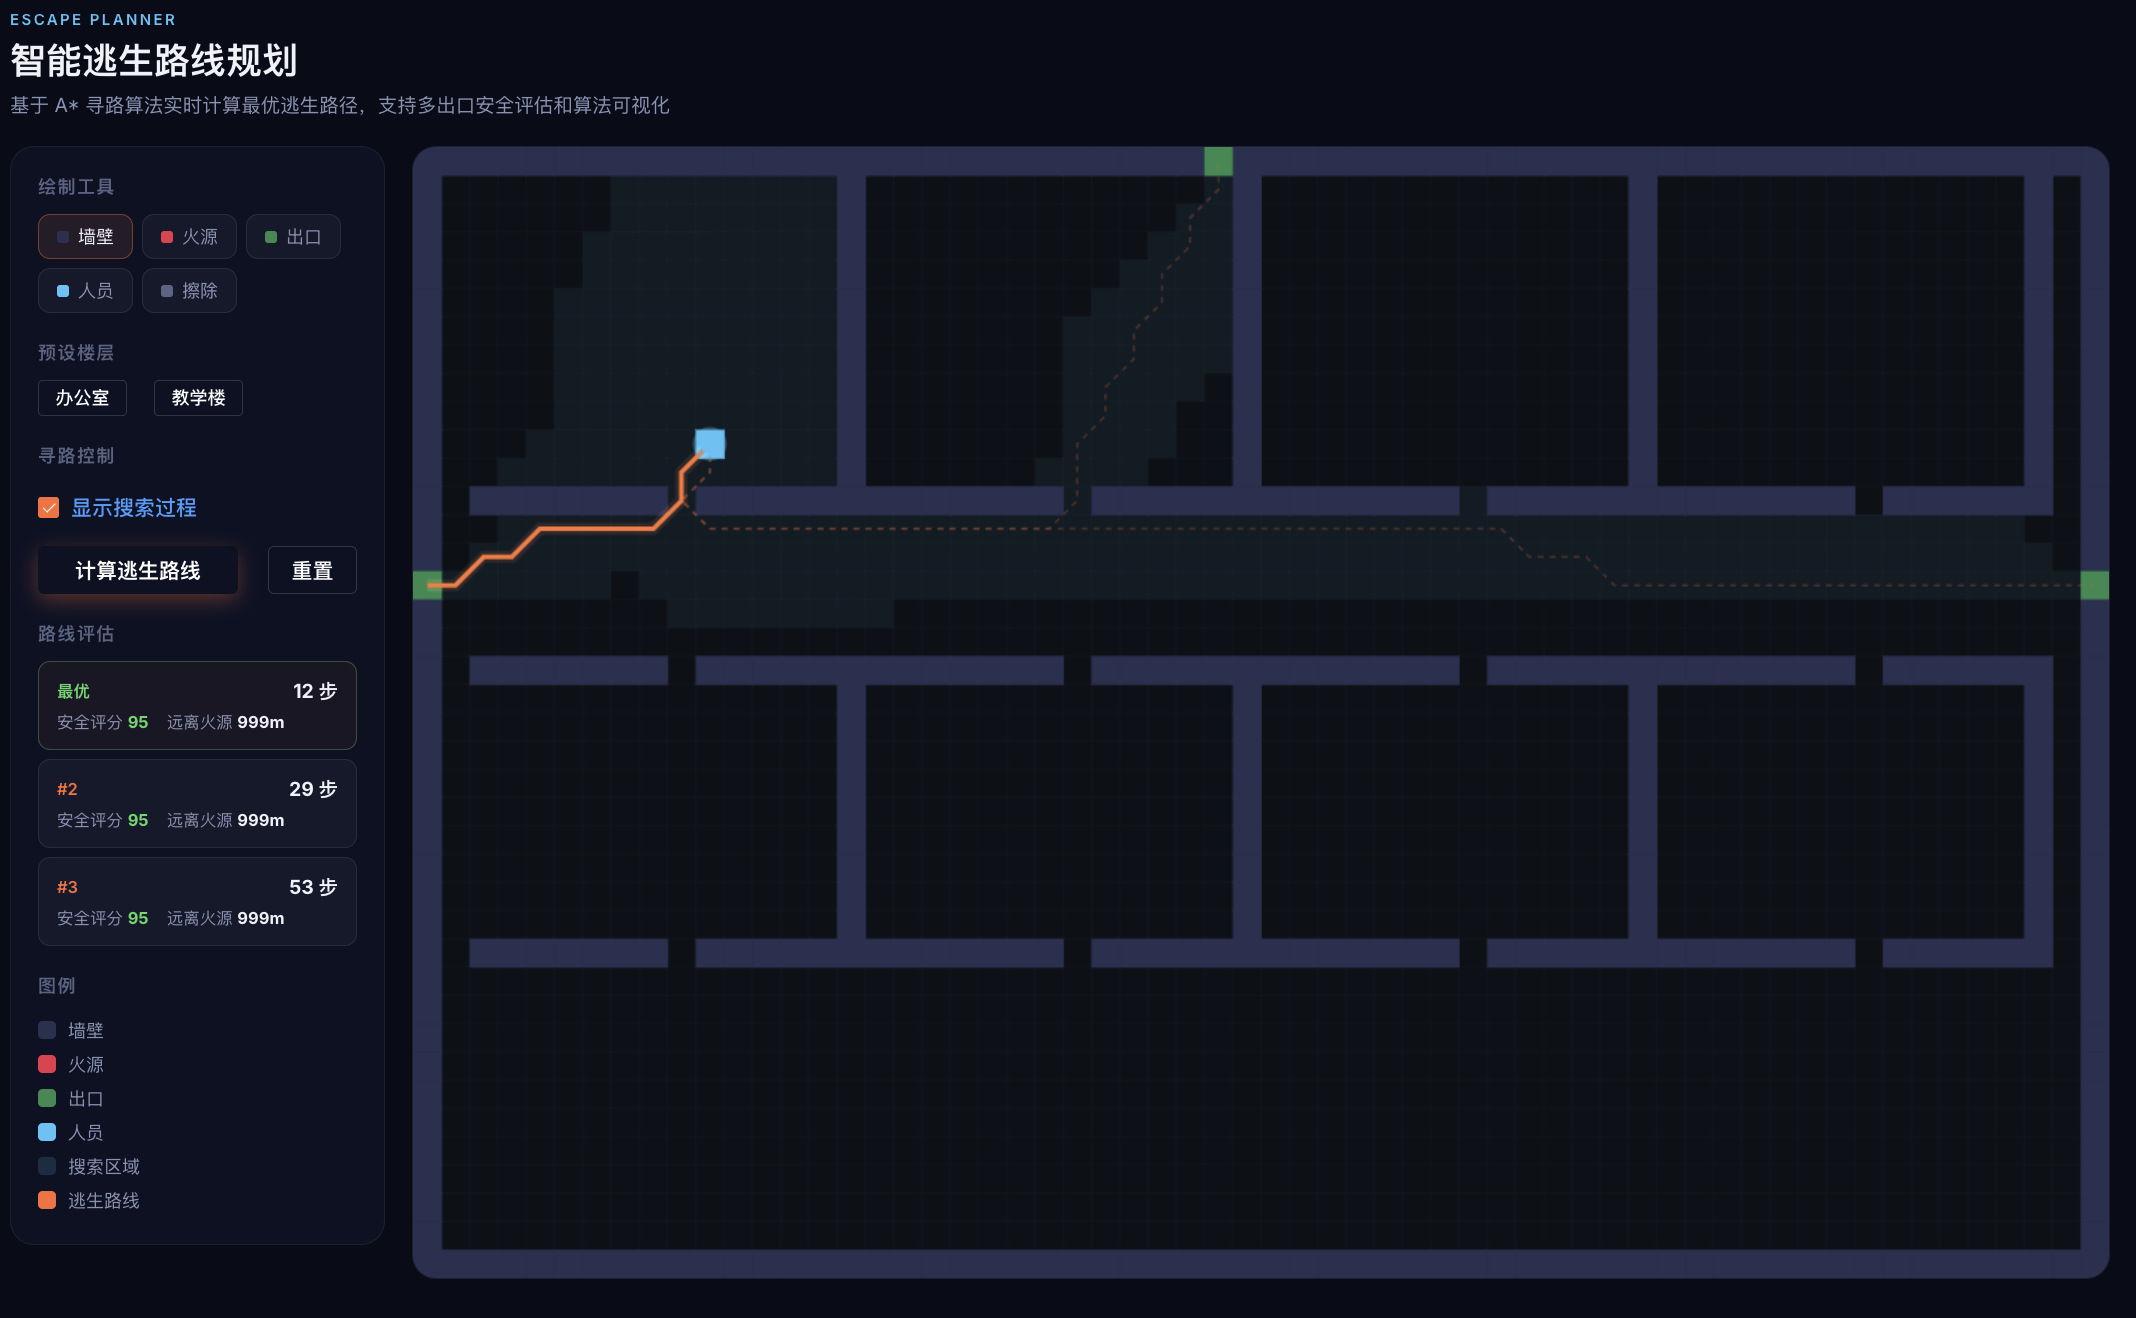 ESCAPE PLANNER
智能逃生路线规划
基于 A* 寻路算法实时计算最优逃生路径，支持多出口安全评估和算法可视化
绘制工具
墙壁 火源 出口
人员 擦除
预设楼层
办公室 教学楼
寻路控制
显示搜索过程
计算逃生路线 重置
路线评估
最优 12 步
安全评分 95 远离火源 999m
#2 29 步
安全评分 95 远离火源 999m
#3 53 步
安全评分 95 远离火源 999m
图例
墙壁
火源
出口
人员
搜索区域
逃生路线